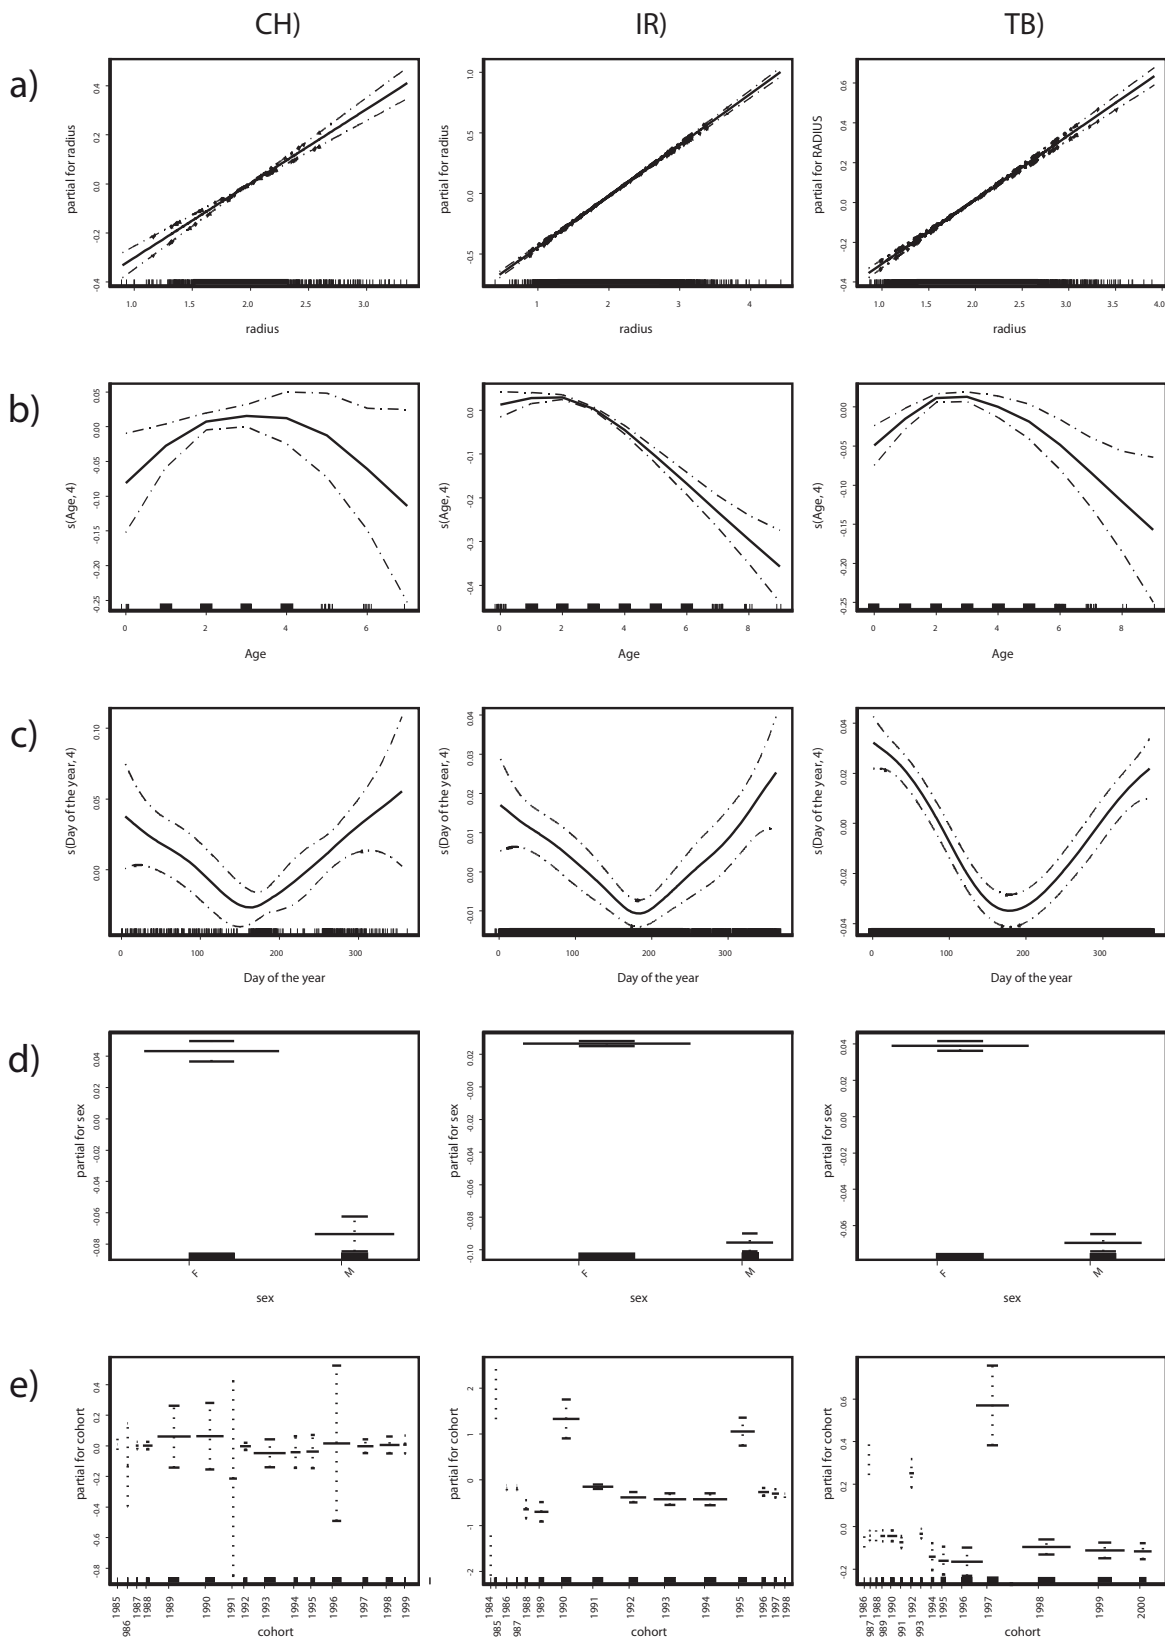 CH) IR) TB)
a)
partial for radius
0.4
0.2
0.0
-0.2
-0.4
1.0 1.5 2.0 2.5 3.0
radius
partial for radius
1.0
0.5
0.0
-0.5
1 2 3 4
radius
partial for RADIUS
0.6
0.4
0.2
0.0
-0.2
-0.4
1.0 1.5 2.0 2.5 3.0 3.5 4.0
radius
b)
s(Age, 4)
0.05
0.00
-0.05
-0.10
-0.15
-0.20
-0.25
0 2 4 6
Age
s(Age, 4)
0.0
-0.1
-0.2
-0.3
-0.4
0 2 4 6 8
Age
s(Age, 4)
0.00
-0.05
-0.10
-0.15
-0.20
-0.25
0 2 4 6 8
Age
c)
s(Day of the year, 4)
0.10
0.05
0.00
0 100 200 300
Day of the year
s(Day of the year, 4)
0.04
0.03
0.02
0.01
0.00
-0.01
0 100 200 300
Day of the year
s(Day of the year, 4)
0.04
0.02
0.00
-0.02
-0.04
0 100 200 300
Day of the year
d)
partial for sex
0.04
0.02
0.00
-0.02
-0.04
-0.06
-0.08
F M
sex
partial for sex
0.02
-0.00
-0.02
-0.04
-0.06
-0.08
-0.10
F M
sex
partial for sex
0.04
0.02
0.00
-0.02
-0.04
-0.06
F M
sex
e)
partial for cohort
0.4
0.2
0.0
-0.2
-0.4
-0.6
-0.8
1985 986 1987 1988 1989 1990 1991 1992 1993 1994 1995 1996 1997 1998 1999
cohort
partial for cohort
2
1
0
-1
-2
1984 985 1986 987 1988 1989 1990 1991 1992 1993 1994 1995 1996 1997 1998
cohort
partial for cohort
0.6
0.4
0.2
0.0
-0.2
1986 987 1988 989 1990 991 1992 993 1994 1995 1996 1997 1998 1999 2000
cohort